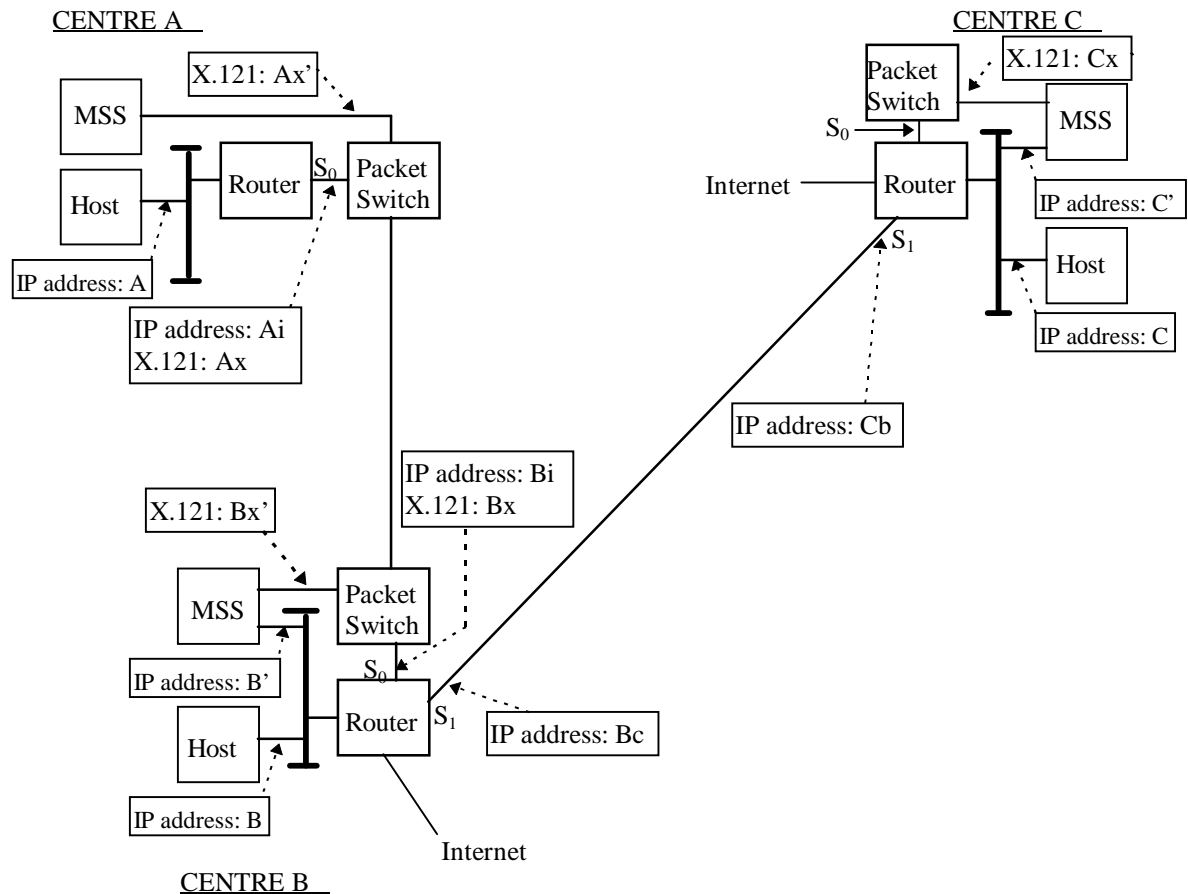 CENTRE A
CENTRE C
X.121: Ax’
X.121: Cx
Packet
Switch
MSS
MSS
S0
S0
Packet
Switch
Router
Router
Internet
Host
IP address: C’
S1
Host
IP address: A
IP address: Ai
X.121: Ax
IP address: C
IP address: Cb
IP address: Bi
X.121: Bx
X.121: Bx’
MSS
Packet
Switch
IP address: B’
S0
Router
S1
Host
IP address: Bc
IP address: B
Internet
CENTRE B